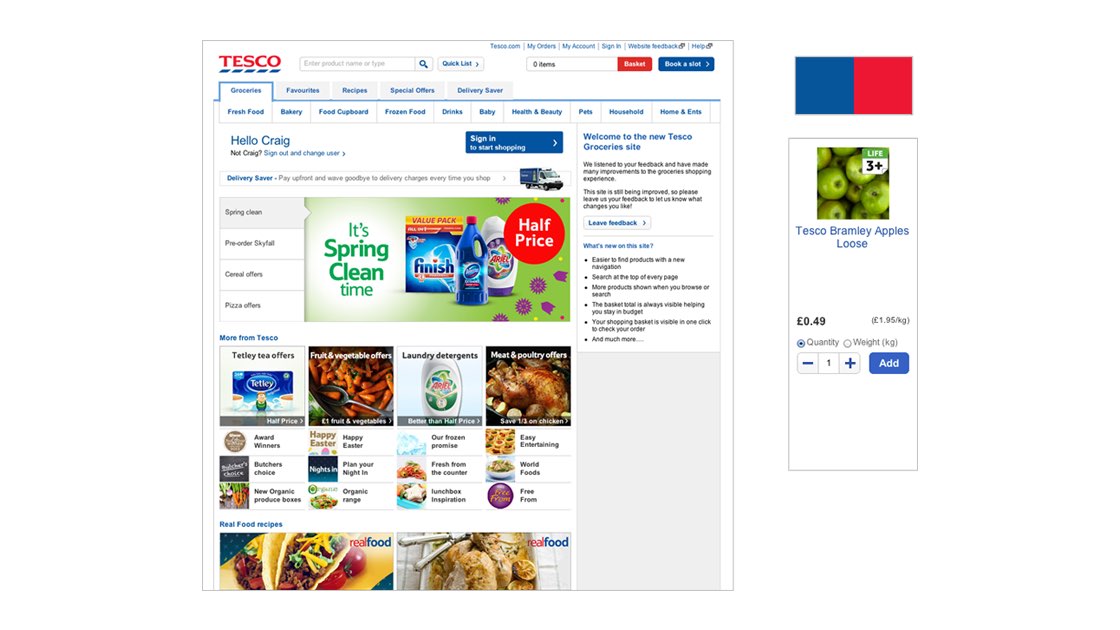 Tesco.com | My Orders | My Account | Sign In | Website feedback | Help
TESCO
Enter product name or type
Quick List
0 items
Basket
Book a slot
Groceries
Favourites
Recipes
Special Offers
Delivery Saver
Fresh Food
Bakery
Food Cupboard
Frozen Food
Drinks
Baby
Health & Beauty
Pets
Household
Home & Ents
Hello Craig
Not Craig? Sign out and change user
Sign in
to start shopping
Delivery Saver - Pay upfront and wave goodbye to delivery charges every time you shop
Spring clean
Pre-order Skyfall
Cereal offers
Pizza offers
It's
Spring
Clean
time
VALUE PACK
finish
ARIEL
Half
Price
Welcome to the new Tesco
Groceries site
We listened to your feedback and have made
many improvements to the groceries shopping
experience.
This site is still being improved, so please
leave us your feedback to let us know what
changes you like!
Leave feedback
What's new on this site?
Easier to find products with a new
navigation
Search at the top of every page
More products shown when you browse or
search
The basket total is always visible helping
you stay in budget
Your shopping basket is visible in one click
to check your order
And much more....
More from Tesco
Tetley tea offers
Tetley
Half Price
Fruit & vegetable offers
£1 fruit & vegetables
Laundry detergents
ARIEL
Better than Half Price
Meat & poultry offers
Save 1/3 on chicken
Award
Winners
Happy
Easter
Happy
Easter
Our frozen
promise
Easy
Entertaining
Butcher's
choice
Butchers
choice
Nights in
Plan your
Night In
Fresh from
the counter
World
Foods
New Organic
produce boxes
Organic
Organic
range
lunchbox
Inspiration
Free
From
Free
From
Real Food recipes
realfood
realfood
LIFE
3+
Tesco Bramley Apples
Loose
£0.49
(£1.95/kg)
Quantity
Weight (kg)
1
Add